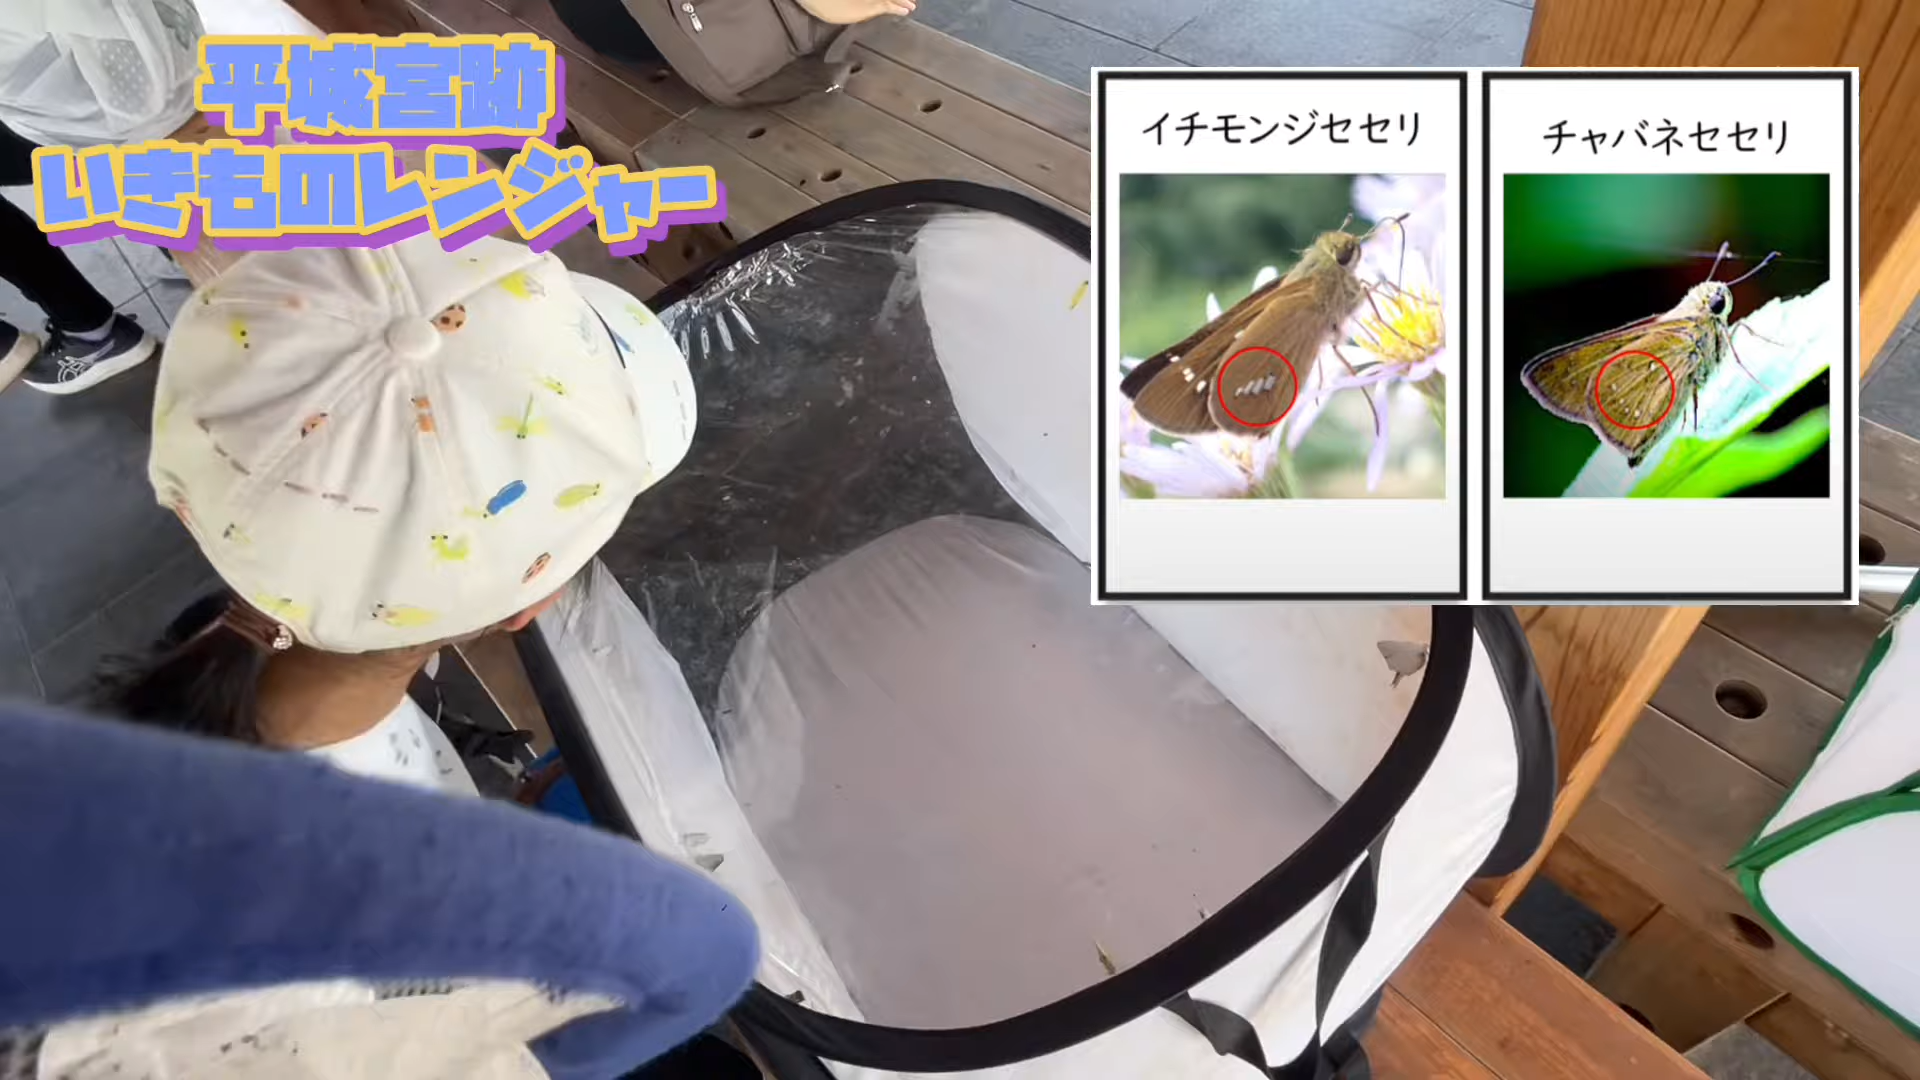 平城宮跡
いきものレンジャー
イチモンジセセリ
チャバネセセリ